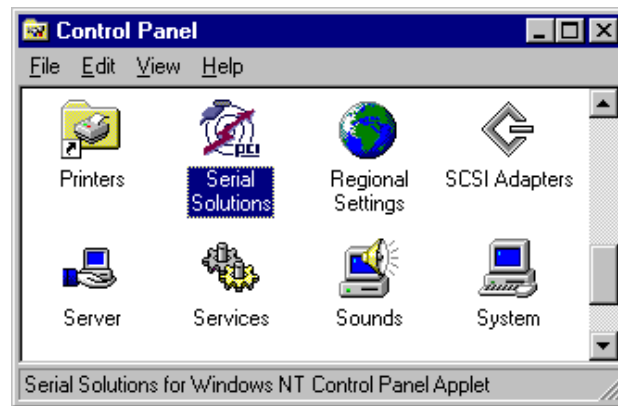 Control Panel
File Edit View Help
pci
Printers Serial Solutions Regional Settings SCSI Adapters
Server Services Sounds System
Serial Solutions for Windows NT Control Panel Applet